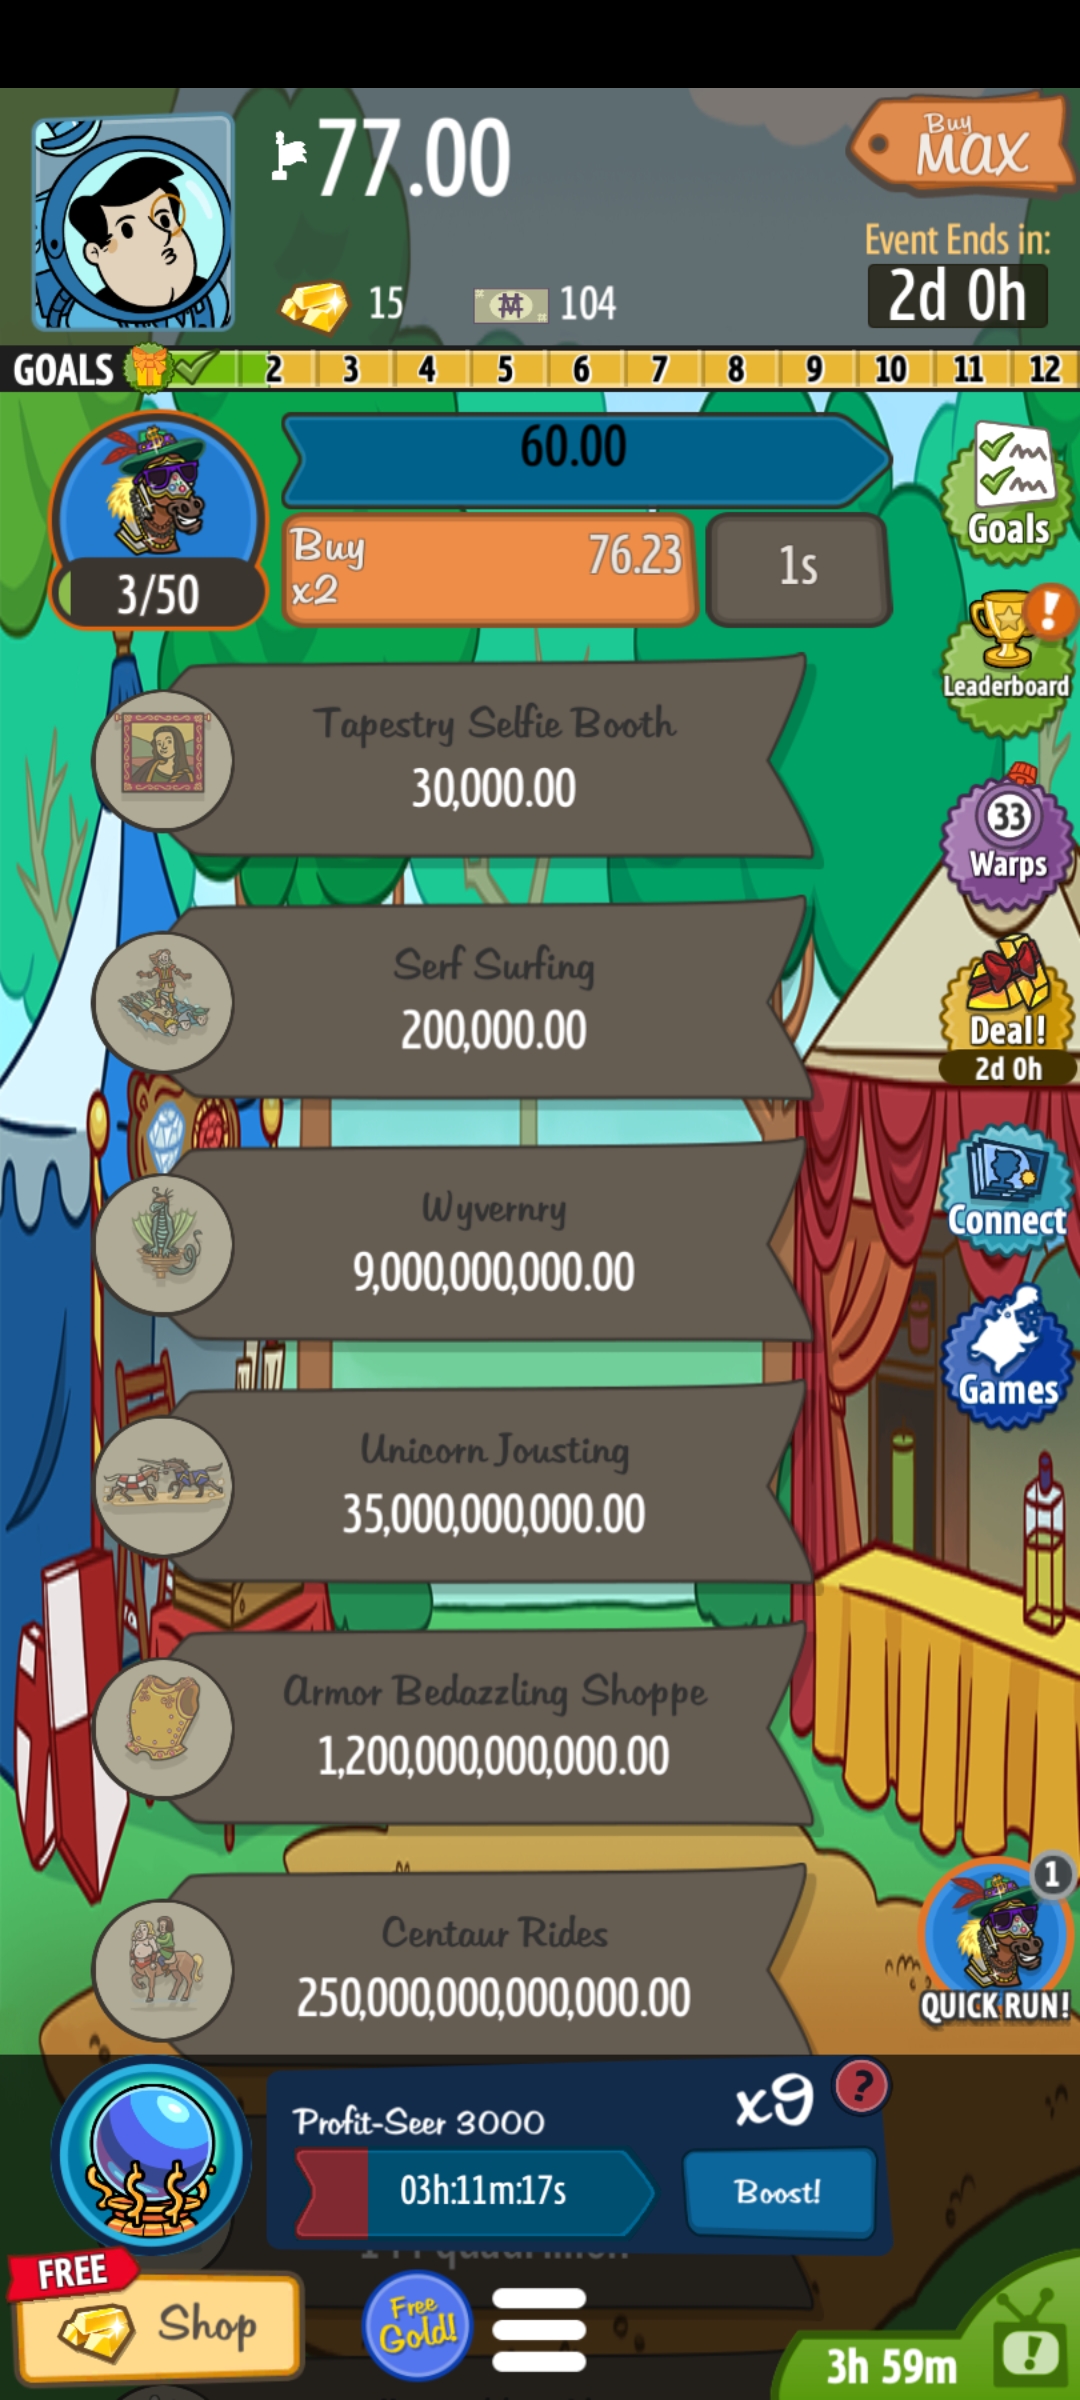 77.00
Buy
MAX
15
104
Event Ends in:
2d 0h
GOALS 2 3 4 5 6 7 8 9 10 11 12
60.00
Buy
x2
76.23
1s
3/50
Goals
!
Leaderboard
Tapestry Selfie Booth
30,000.00
33
Warps
Serf Surfing
200,000.00
Deal!
2d 0h
Wyvernry
9,000,000,000.00
Connect
Games
Unicorn Jousting
35,000,000,000.00
Armor Bedazzling Shoppe
1,200,000,000,000.00
Centaur Rides
250,000,000,000,000.00
1
QUICK RUN!
Profit-Seer 3000
x9
?
03h:11m:17s
Boost!
FREE
Shop
Free
Gold!
3h 59m
!